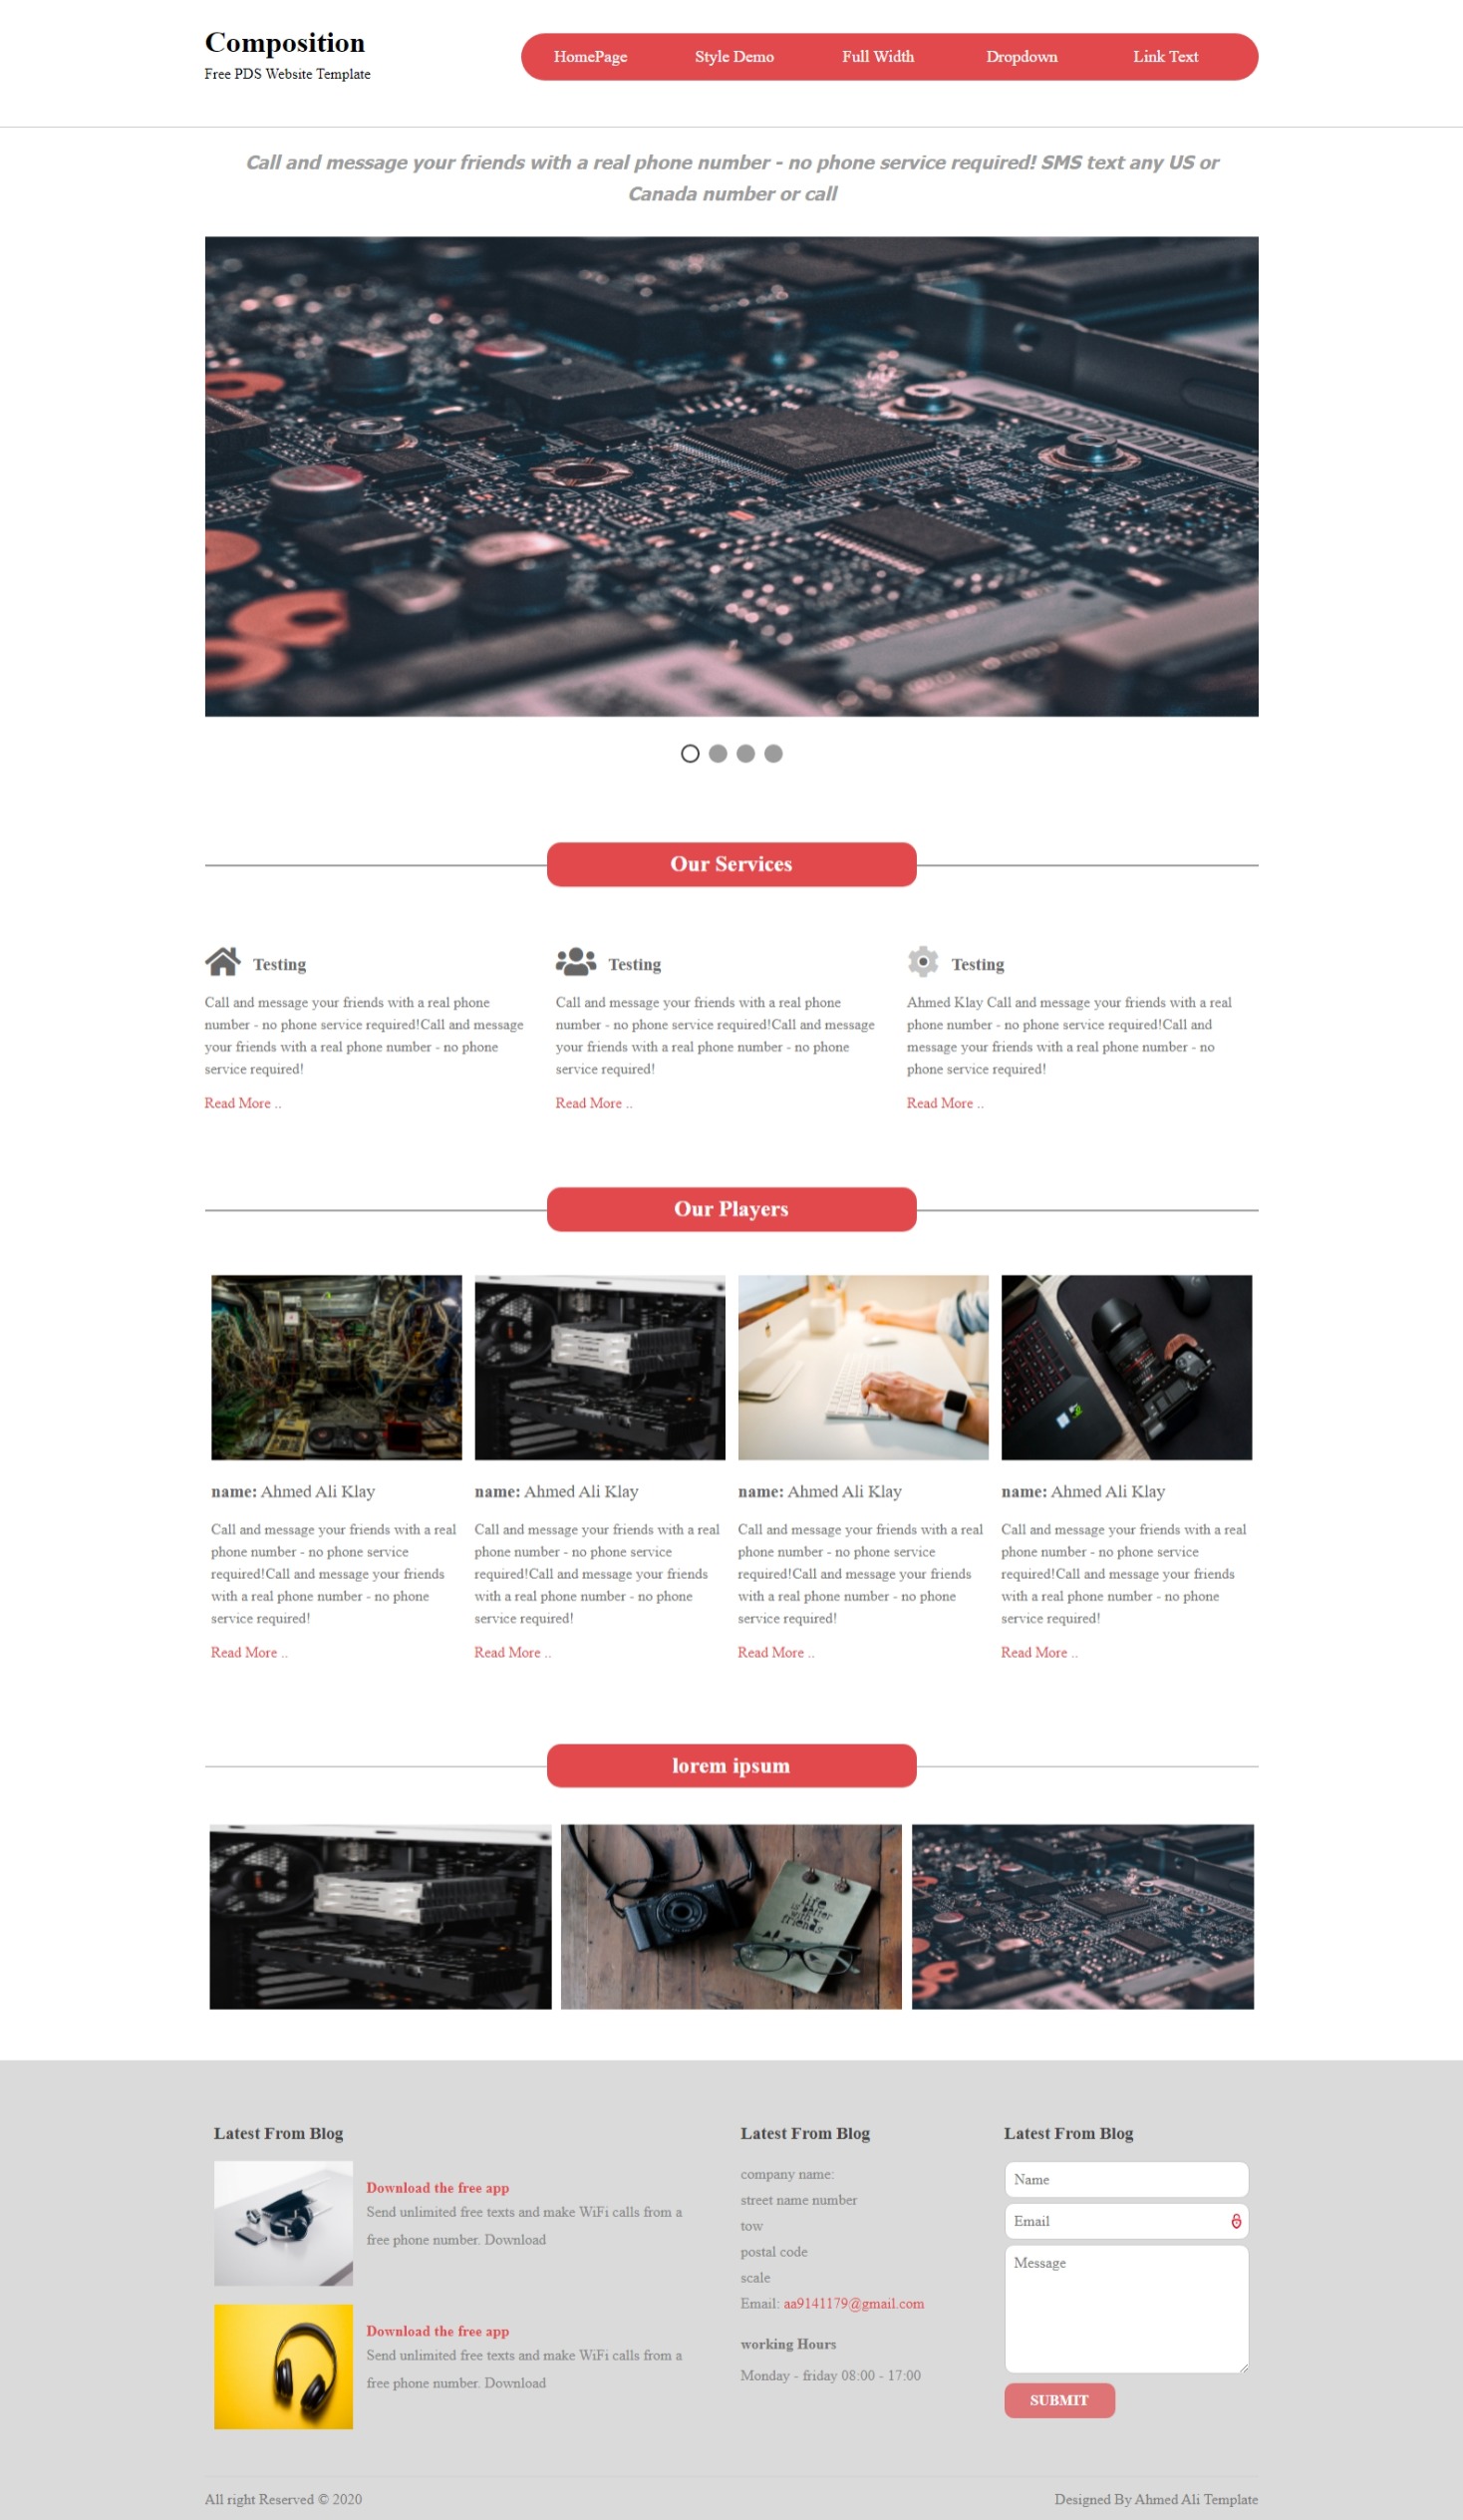 Composition
Free PDS Website Template
HomePage Style Demo Full Width Dropdown Link Text
Call and message your friends with a real phone number - no phone service required! SMS text any US or
Canada number or call
Our Services
Testing
Call and message your friends with a real phone
number - no phone service required!Call and message
your friends with a real phone number - no phone
service required!
Read More ..
Testing
Call and message your friends with a real phone
number - no phone service required!Call and message
your friends with a real phone number - no phone
service required!
Read More ..
Testing
Ahmed Klay Call and message your friends with a real
phone number - no phone service required!Call and
message your friends with a real phone number - no
phone service required!
Read More ..
Our Players
name: Ahmed Ali Klay
Call and message your friends with a real
phone number - no phone service
required!Call and message your friends
with a real phone number - no phone
service required!
Read More ..
name: Ahmed Ali Klay
Call and message your friends with a real
phone number - no phone service
required!Call and message your friends
with a real phone number - no phone
service required!
Read More ..
name: Ahmed Ali Klay
Call and message your friends with a real
phone number - no phone service
required!Call and message your friends
with a real phone number - no phone
service required!
Read More ..
name: Ahmed Ali Klay
Call and message your friends with a real
phone number - no phone service
required!Call and message your friends
with a real phone number - no phone
service required!
Read More ..
lorem ipsum
life
is better
with
friends
Latest From Blog
Download the free app
Send unlimited free texts and make WiFi calls from a
free phone number. Download
Download the free app
Send unlimited free texts and make WiFi calls from a
free phone number. Download
Latest From Blog
company name:
street name number
tow
postal code
scale
Email: aa9141179@gmail.com
working Hours
Monday - friday 08:00 - 17:00
Latest From Blog
Name
Email
Message
SUBMIT
All right Reserved © 2020
Designed By Ahmed Ali Template